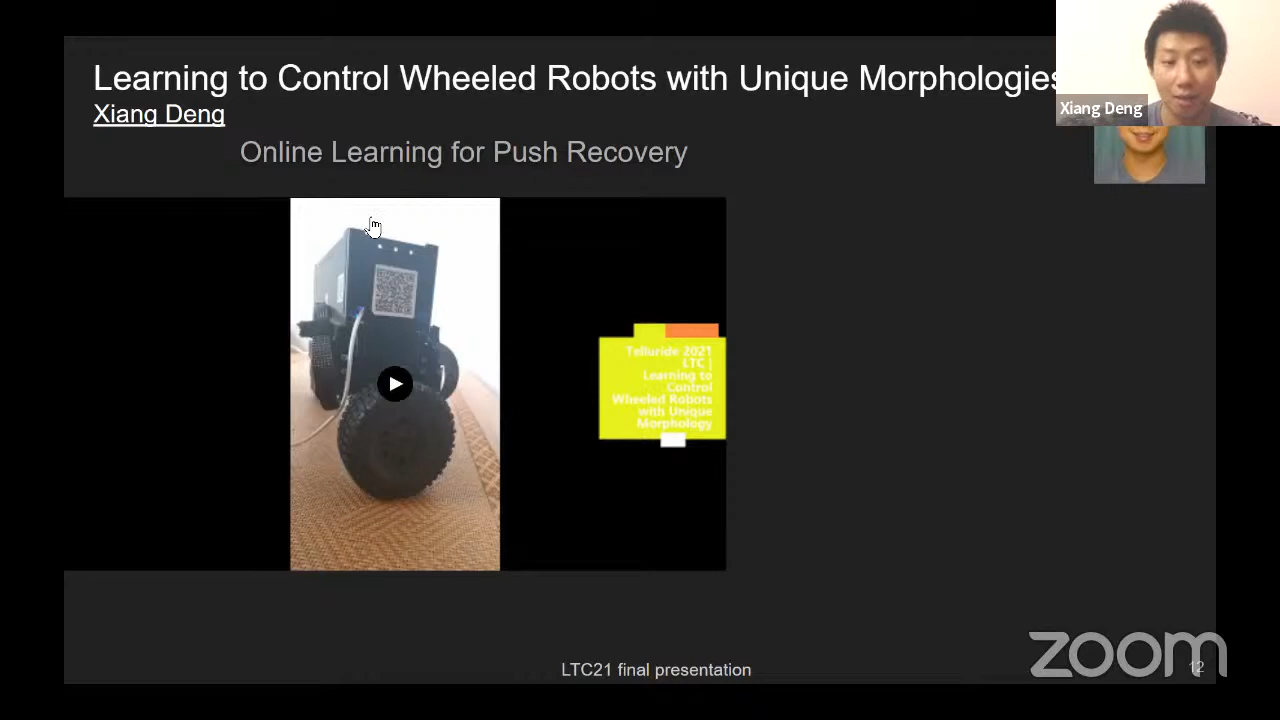 Learning to Control Wheeled Robots with Unique Morphologies
Xiang Deng
Xiang Deng
Online Learning for Push Recovery
Telluride 2021
LTC |
Learning to
Control
Wheeled Robots
with Unique
Morphology
LTC21 final presentation
zoom
12